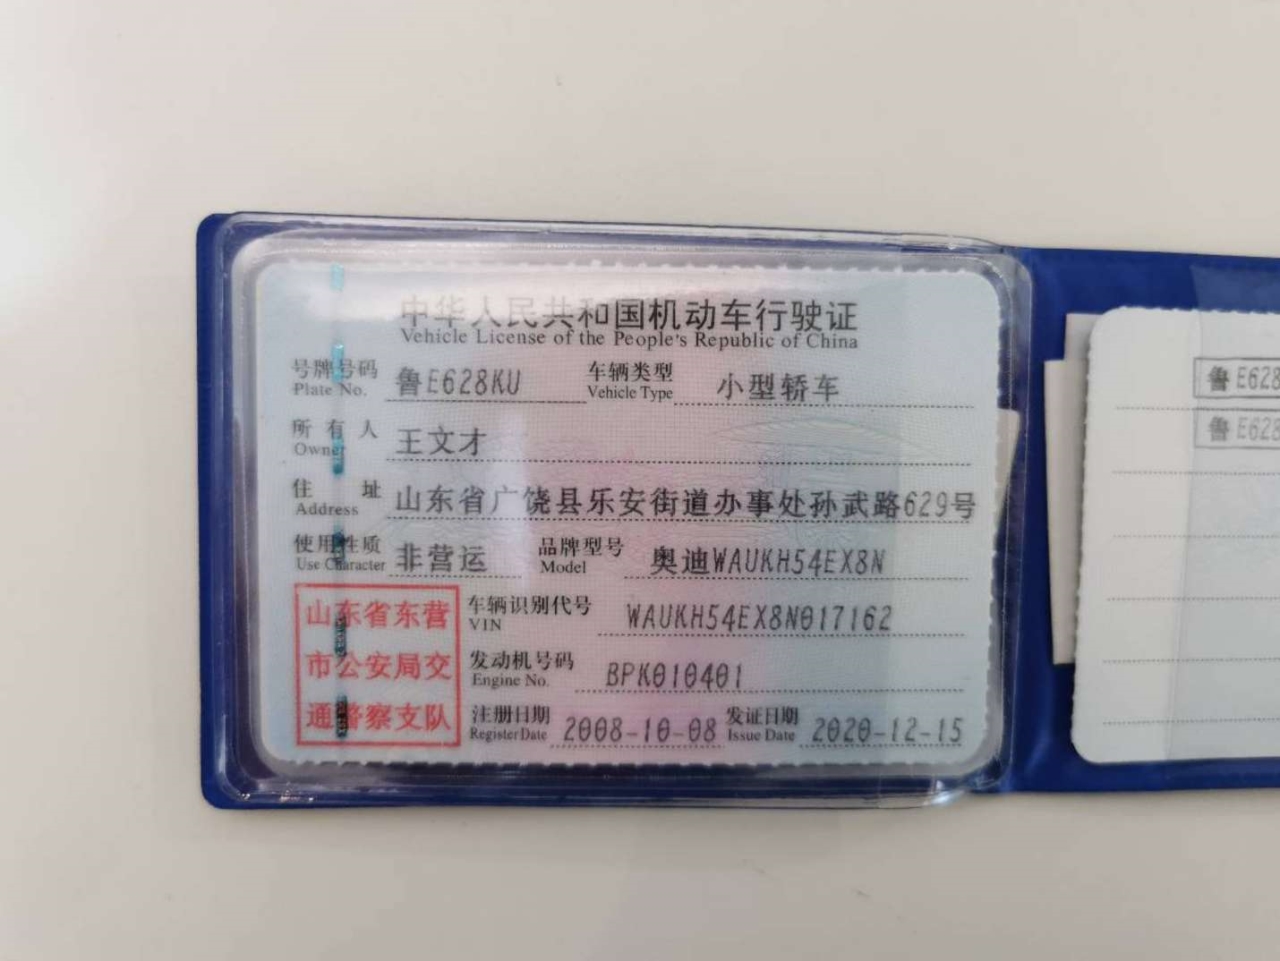 中华人民共和国机动车行驶证
Vehicle License of the People's Republic of China
号牌号码 鲁E628KU 车辆类型 小型轿车
Plate No. Vehicle Type
所有人 王文才
Owner
住址 山东省广饶县乐安街道办事处孙武路629号
Address
使用性质 非营运 品牌型号 奥迪WAUKH54EX8N
Use Character Model
山东省东营
市公安局交
通警察支队
车辆识别代号 WAUKH54EX8N017162
VIN
发动机号码 BPK010401
Engine No.
注册日期 2008-10-08 发证日期 2020-12-15
Register Date Issue Date
鲁E628
鲁E628